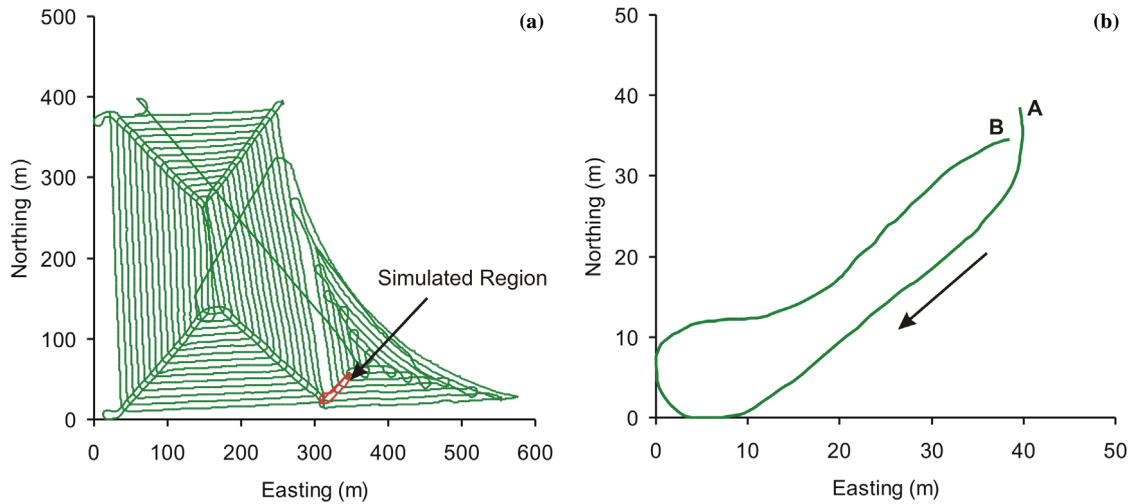 (a)
500
400
300
200
100
0
Northing (m)
0 100 200 300 400 500 600
Easting (m)
Simulated Region
(b)
50
40
30
20
10
0
Northing (m)
0 10 20 30 40 50
Easting (m)
A
B